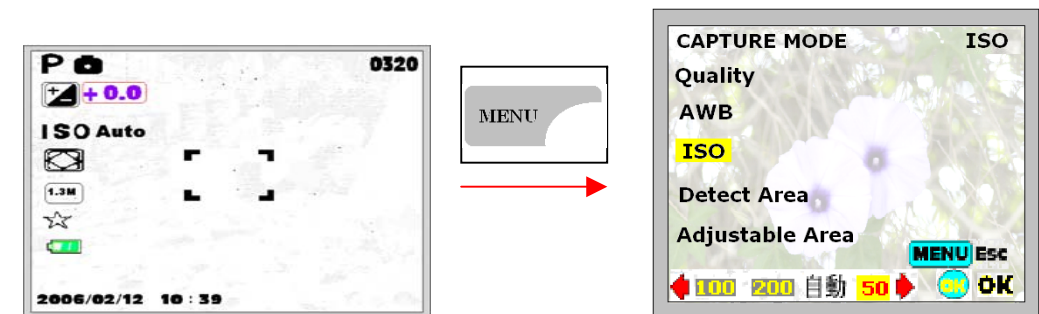 P
0320
+ 0.0
ISO Auto
1.3M
2006/02/12 10:39
MENU
CAPTURE MODE ISO
Quality
AWB
ISO
Detect Area
Adjustable Area
MENU Esc
100 200 自動 50 OK OK